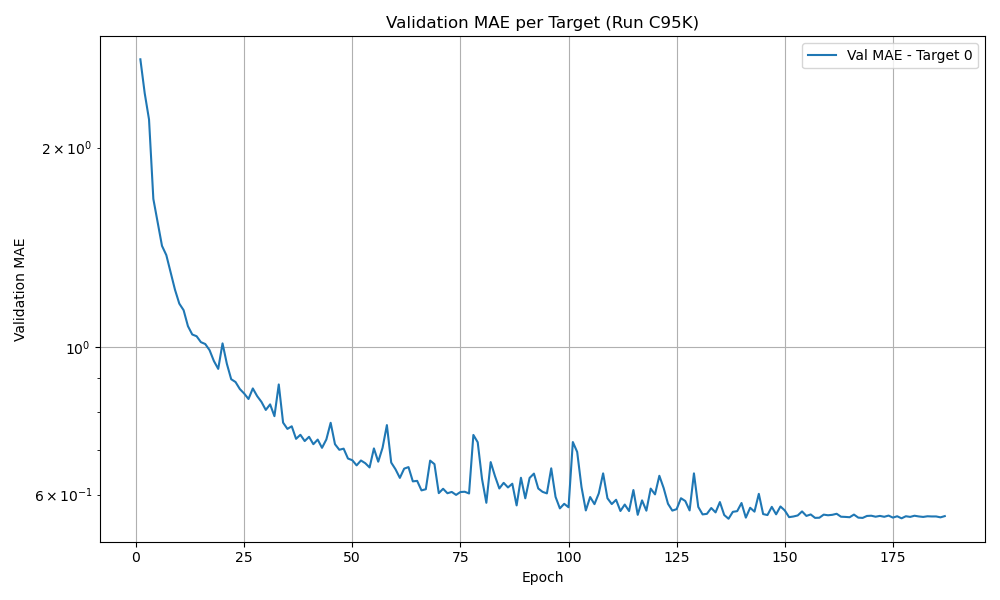 Validation MAE per Target (Run C95K)
Val MAE - Target 0
Validation MAE
2 × 10⁰
10⁰
6 × 10⁻¹
0 25 50 75 100 125 150 175
Epoch